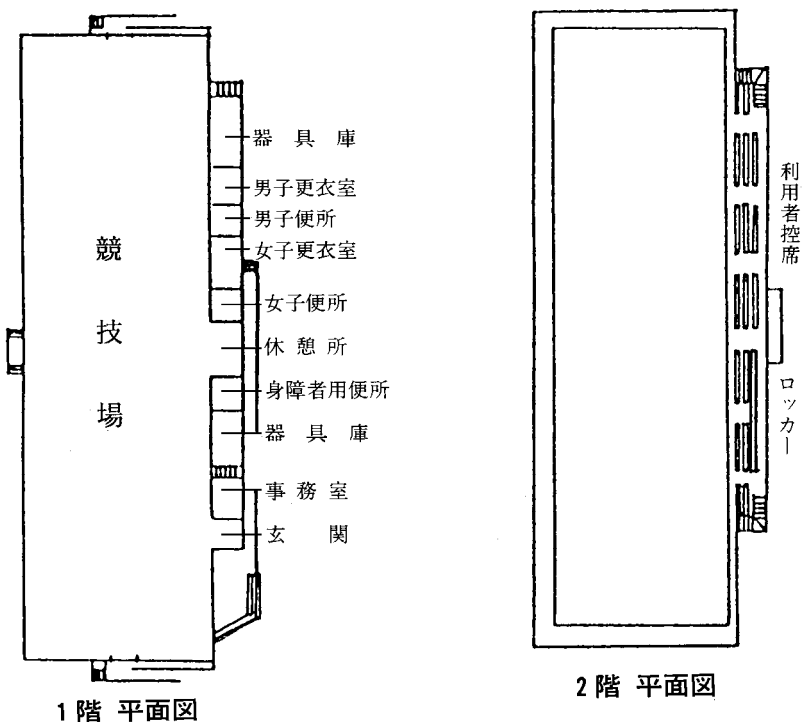 競技場
器具庫
男子更衣室
男子便所
女子更衣室
女子便所
休憩所
身障者用便所
器具庫
事務室
玄関
1階 平面図
利用者控席
ロッカー
2階 平面図